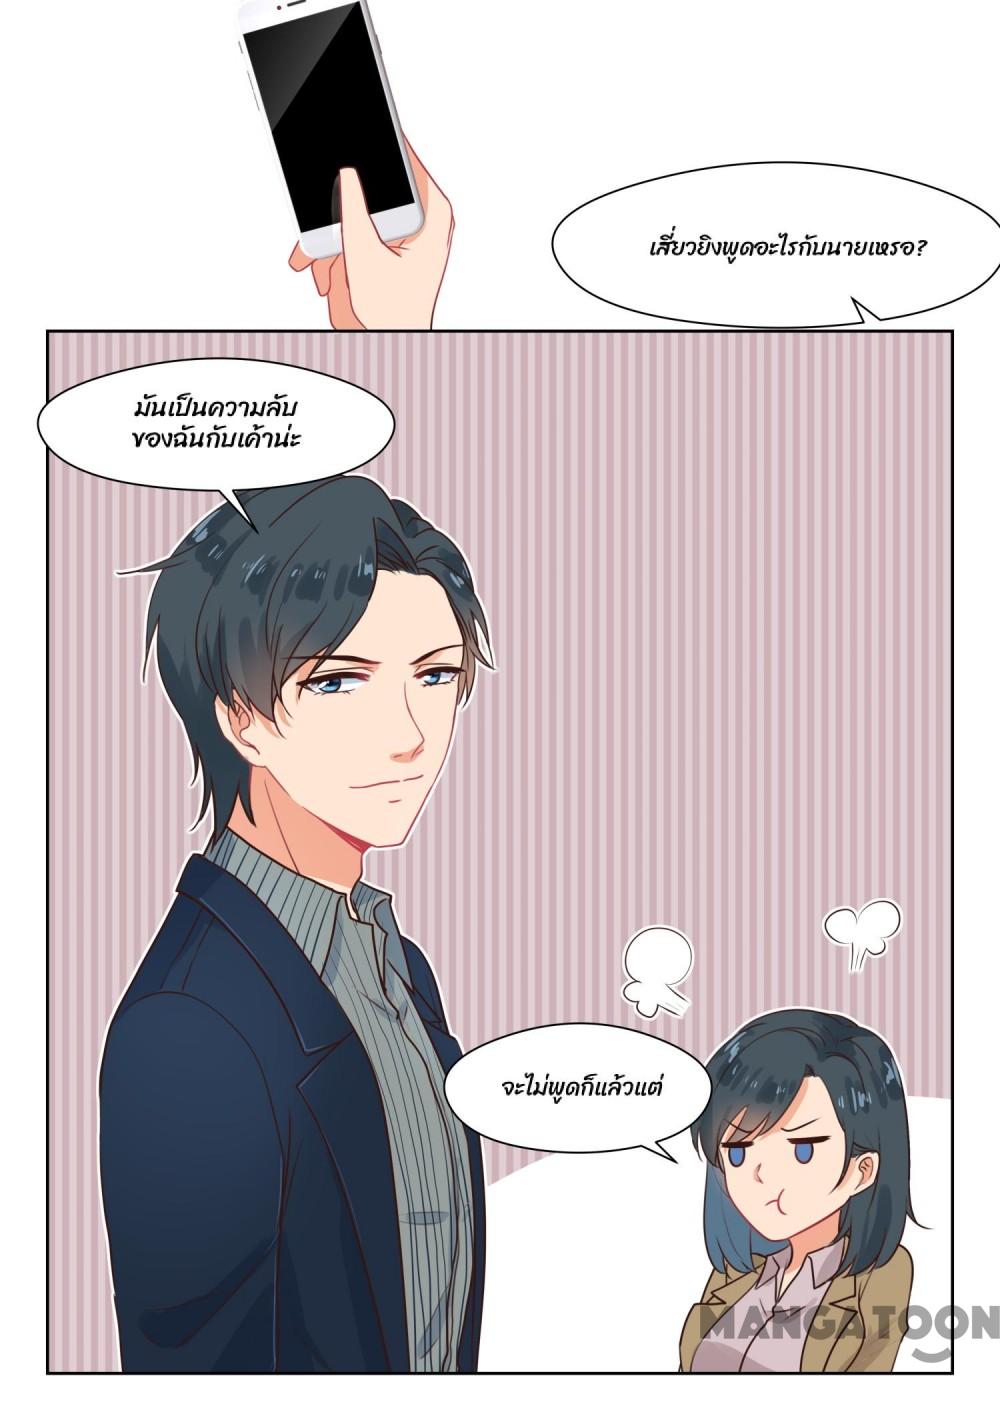 เสี่ยวยิงพูดอะไรกับนายเหรอ?
มันเป็นความลับ
ของฉันกับเค้าน่ะ
จะไม่พูดก็แล้วแต่
MANGATOON